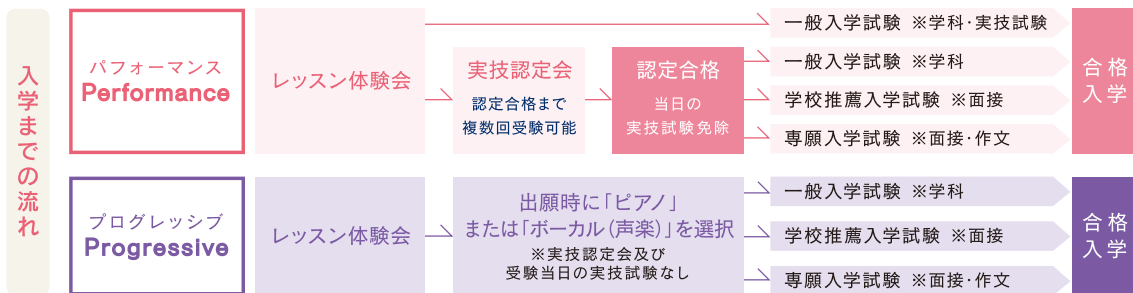 入学までの流れ
パフォーマンス
Performance
レッスン体験会
実技認定会
認定合格まで
複数回受験可能
認定合格
当日の
実技試験免除
一般入学試験 ※学科・実技試験
一般入学試験 ※学科
学校推薦入学試験 ※面接
専願入学試験 ※面接・作文
合格
入学
プログレッシブ
Progressive
レッスン体験会
出願時に「ピアノ」
または「ボーカル（声楽）」を選択
※実技認定会及び
受験当日の実技試験なし
一般入学試験 ※学科
学校推薦入学試験 ※面接
専願入学試験 ※面接・作文
合格
入学